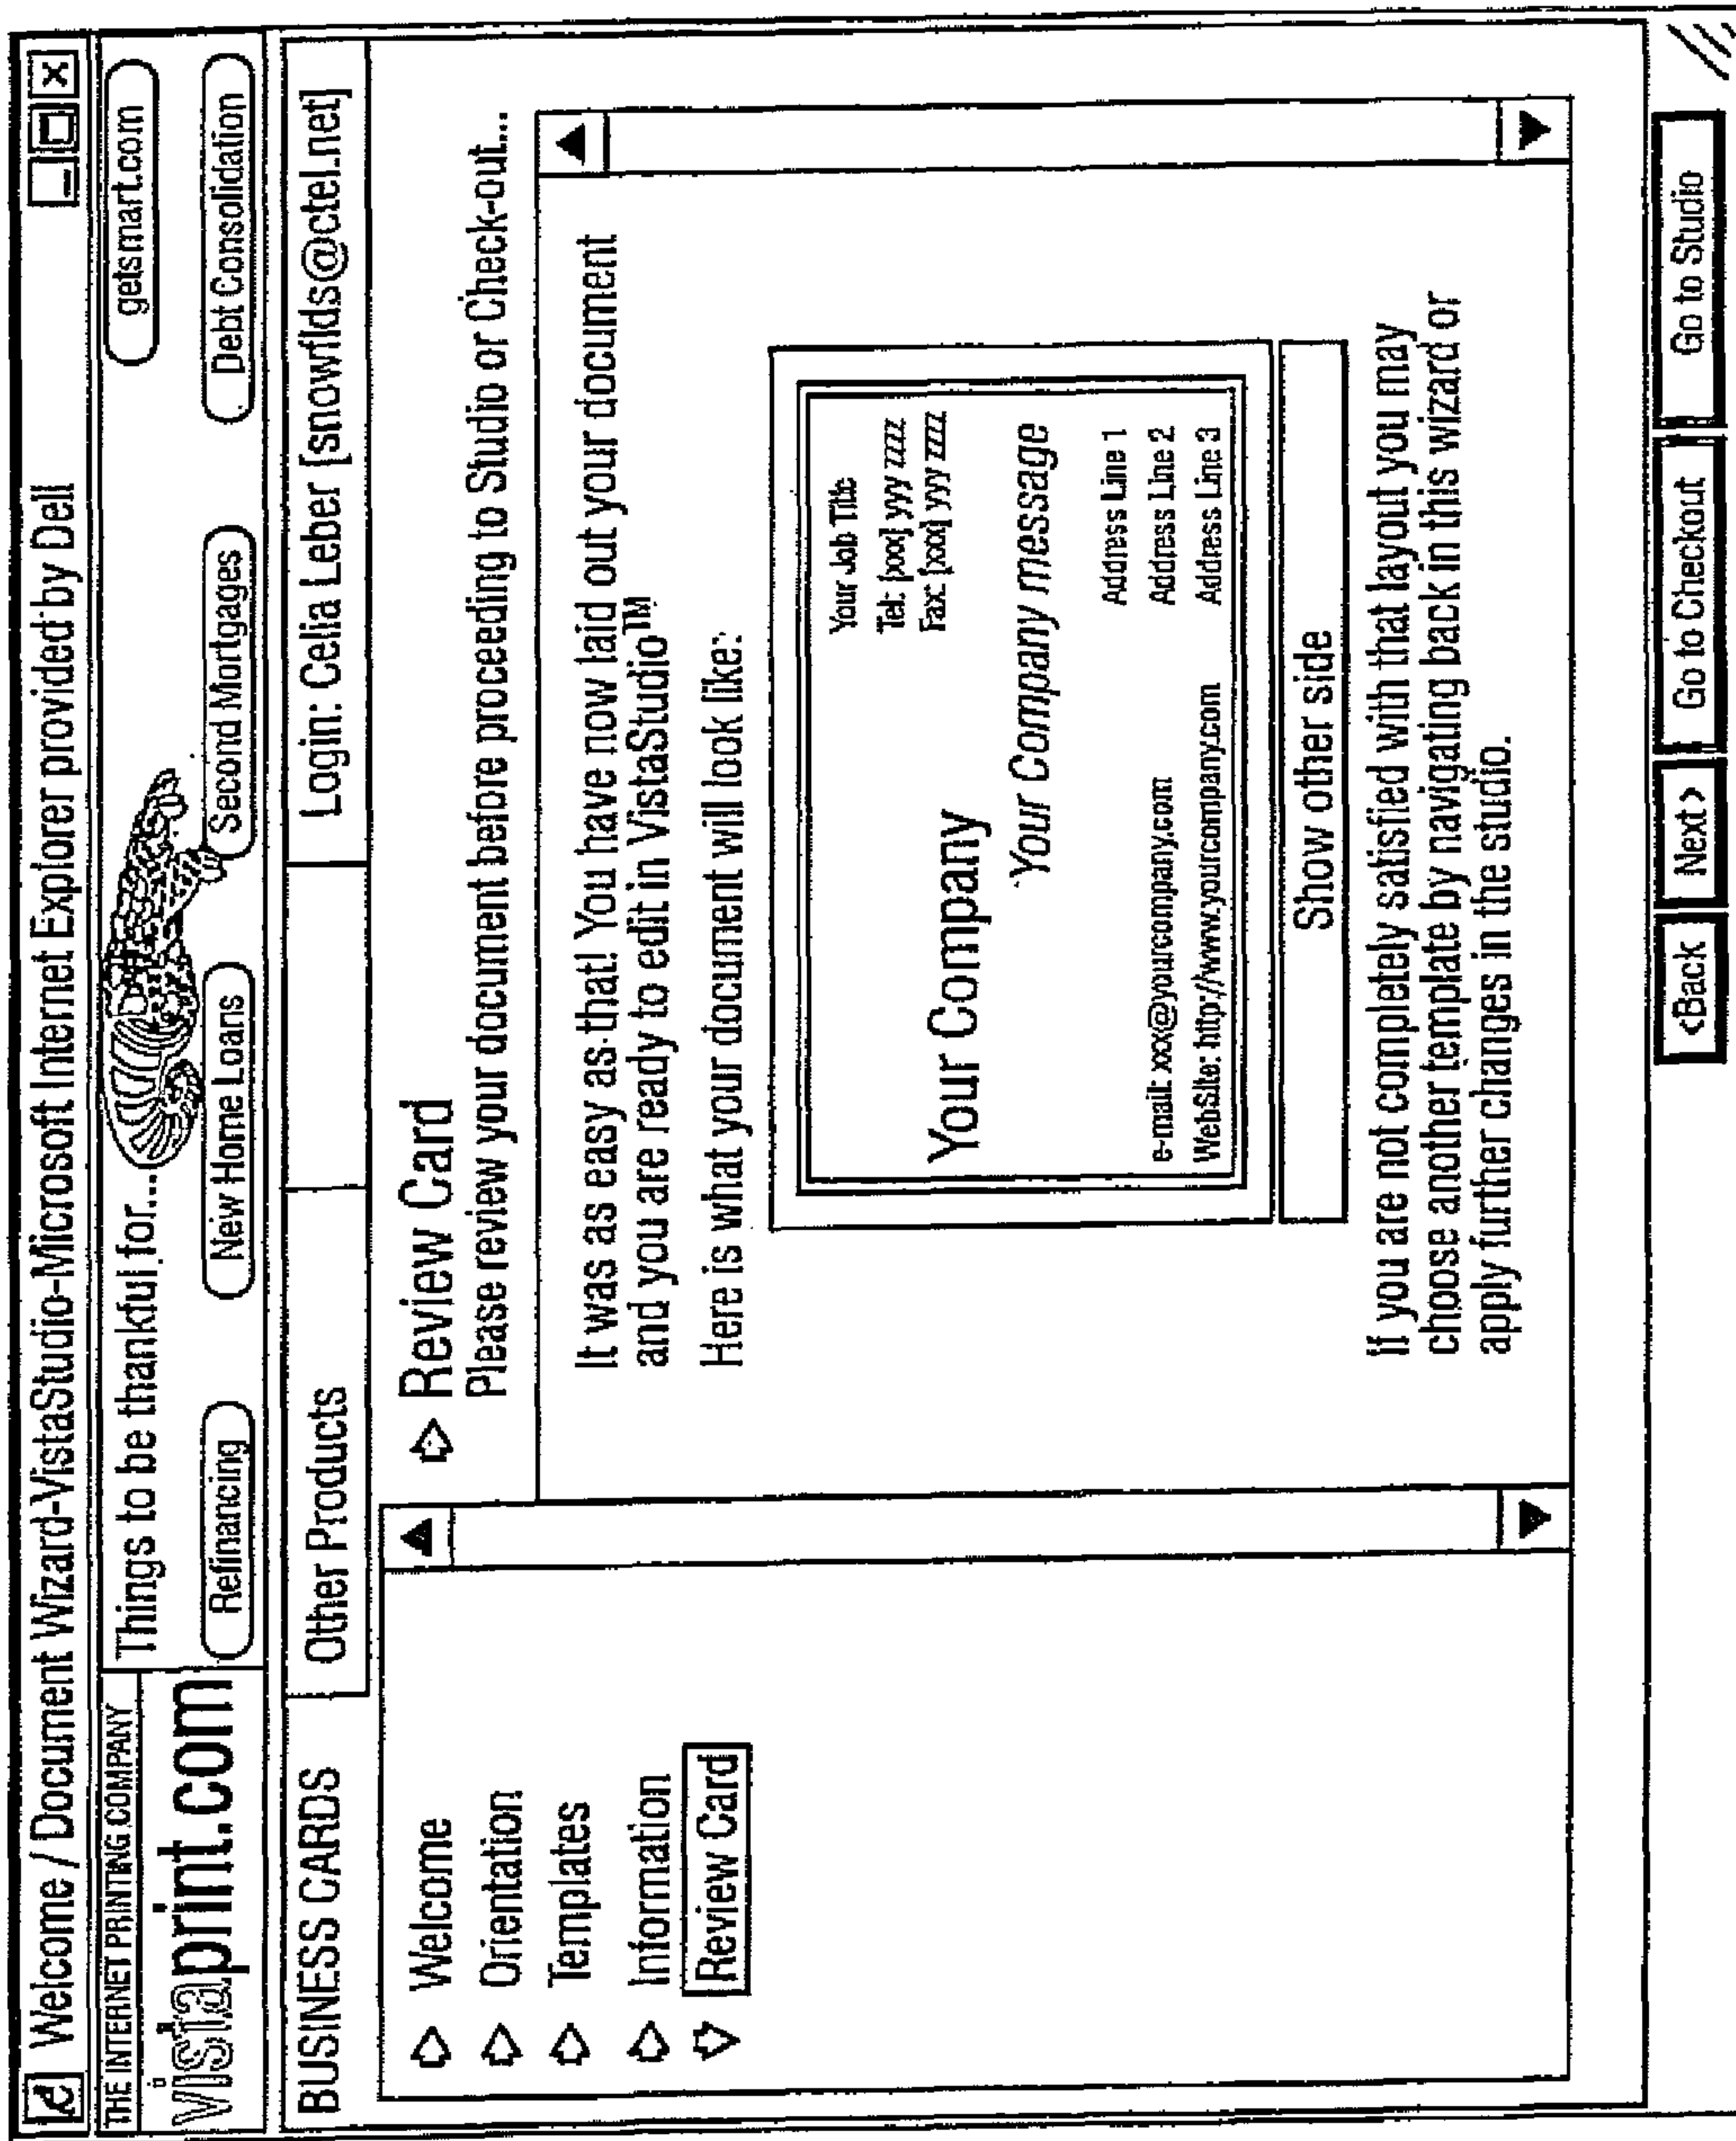 Welcome / Document Wizard-VistaStudio-Microsoft Internet Explorer provided by Dell
THE INTERNET PRINTING COMPANY
vistaprint.com
Things to be thankful for...
getsmart.com
Refinancing
New Home Loans
Second Mortgages
Debt Consolidation
BUSINESS CARDS
Other Products
Login: Celia Leber [snowflds@ctel.net]
Welcome
Orientation
Templates
Information
Review Card
Review Card
Please review your document before proceeding to Studio or Check-out...
It was as easy as that! You have now laid out your document
and you are ready to edit in VistaStudio™
Here is what your document will look like:
Your Job Title
Tel: [xxx] yyy zzzz
Fax: [xxx] yyy zzzz
Your Company
Your Company message
Address Line 1
e-mail: xxx@yourcompany.com Address Line 2
WebSite: http://www.yourcompany.com Address Line 3
Show other side
If you are not completely satisfied with that layout you may
choose another template by navigating back in this wizard or
apply further changes in the studio.
<Back
Next >
Go to Checkout
Go to Studio